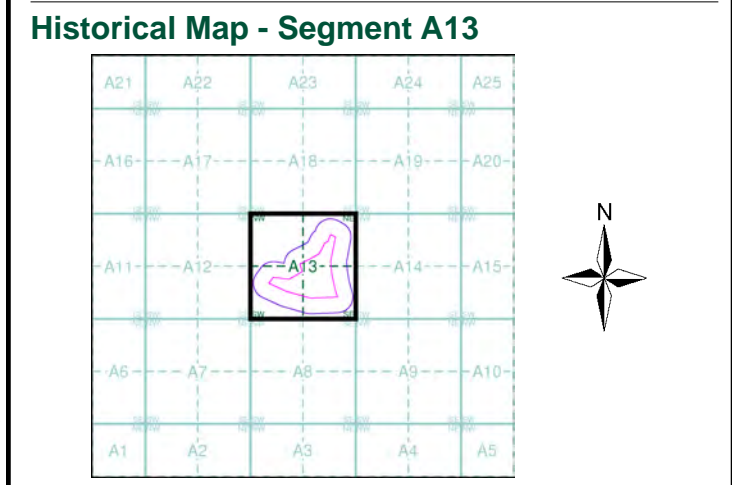 Historical Map - Segment A13
A21 A22 A23 A24 A25
A16 A17 A18 A19 A20
N
A11 A12 A13 A14 A15
A6 A7 A8 A9 A10
A1 A2 A3 A4 A5